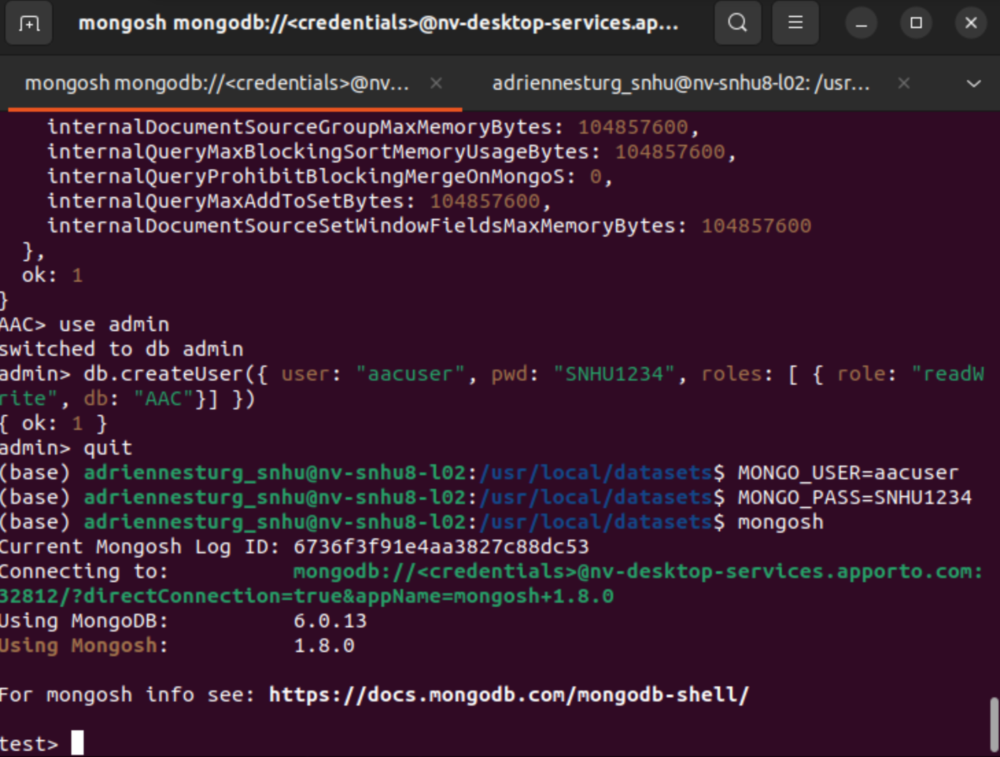 mongosh mongodb://<credentials>@nv-desktop-services.ap...
mongosh mongodb://<credentials>@nv... adriennesturg_snhu@nv-snhu8-l02: /usr...
internalDocumentSourceGroupMaxMemoryBytes: 104857600,
internalQueryMaxBlockingSortMemoryUsageBytes: 104857600,
internalQueryProhibitBlockingMergeOnMongoS: 0,
internalQueryMaxAddToSetBytes: 104857600,
internalDocumentSourceSetWindowFieldsMaxMemoryBytes: 104857600
},
ok: 1
}
AAC> use admin
switched to db admin
admin> db.createUser({ user: "aacuser", pwd: "SNHU1234", roles: [ { role: "readW
rite", db: "AAC"}] })
{ ok: 1 }
admin> quit
(base) adriennesturg_snhu@nv-snhu8-l02:/usr/local/datasets$ MONGO_USER=aacuser
(base) adriennesturg_snhu@nv-snhu8-l02:/usr/local/datasets$ MONGO_PASS=SNHU1234
(base) adriennesturg_snhu@nv-snhu8-l02:/usr/local/datasets$ mongosh
Current Mongosh Log ID: 6736f3f91e4aa3827c88dc53
Connecting to: mongodb://<credentials>@nv-desktop-services.apporto.com:
32812/?directConnection=true&appName=mongosh+1.8.0
Using MongoDB: 6.0.13
Using Mongosh: 1.8.0
For mongosh info see: https://docs.mongodb.com/mongodb-shell/
test>